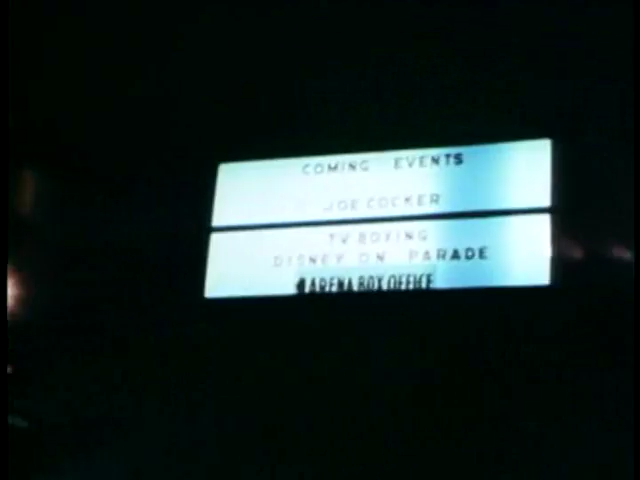 COMING EVENTS
JOE COCKER
TV BOXING
DISNEY ON PARADE
ARENA BOX OFFICE